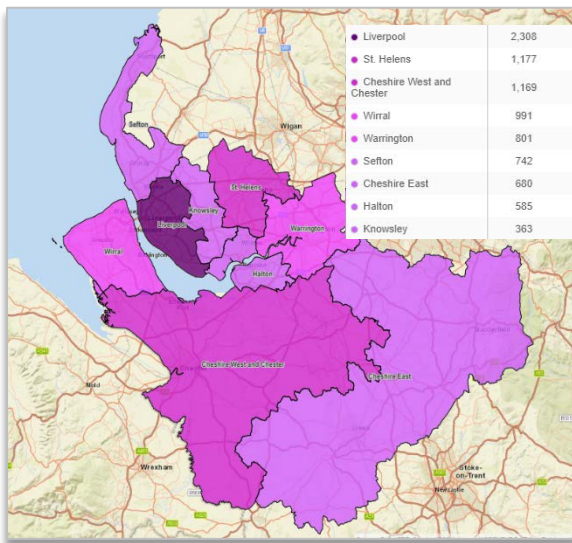 Liverpool 2,308
St. Helens 1,177
Cheshire West and
Chester 1,169
Wirral 991
Warrington 801
Sefton 742
Cheshire East 680
Halton 585
Knowsley 363
Sefton
Wigan
St. Helens
Knowsley
Liverpool
Warrington
Wirral
Halton
Cheshire West and Chester
Cheshire East
Mold
Wrexham
Stoke-
on-Trent
Newcastle